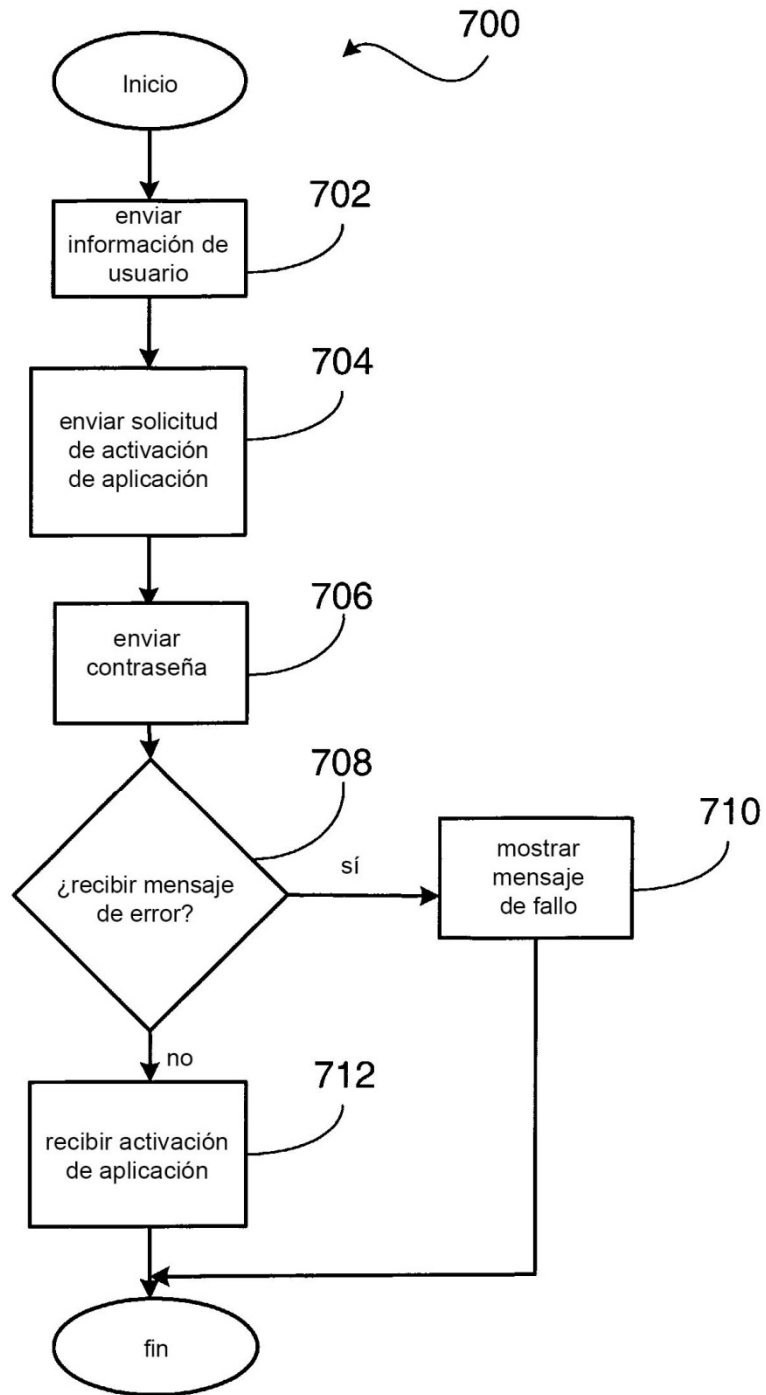 700
Inicio
702
enviar
información de
usuario
704
enviar solicitud
de activación
de aplicación
706
enviar
contraseña
708
¿recibir mensaje
de error?
sí
710
mostrar
mensaje
de fallo
no
712
recibir activación
de aplicación
fin